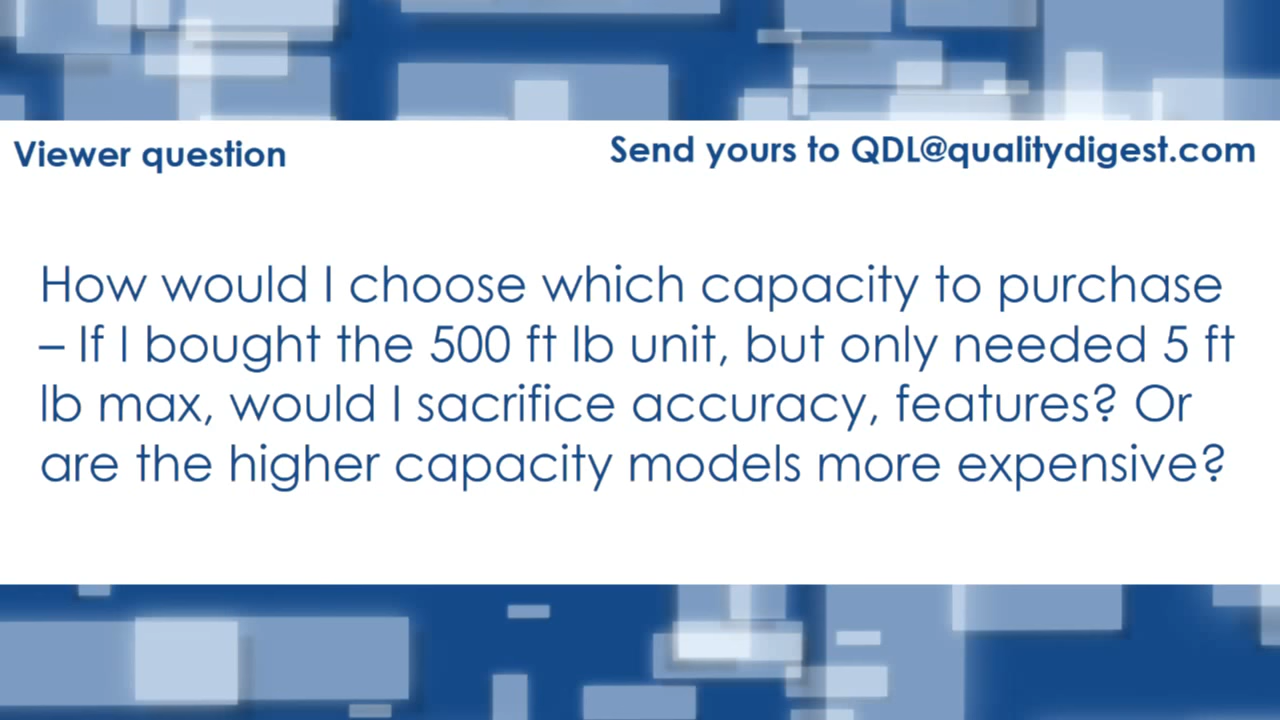 Viewer question
Send yours to QDL@qualitydigest.com
How would I choose which capacity to purchase
– If I bought the 500 ft lb unit, but only needed 5 ft
lb max, would I sacrifice accuracy, features? Or
are the higher capacity models more expensive?